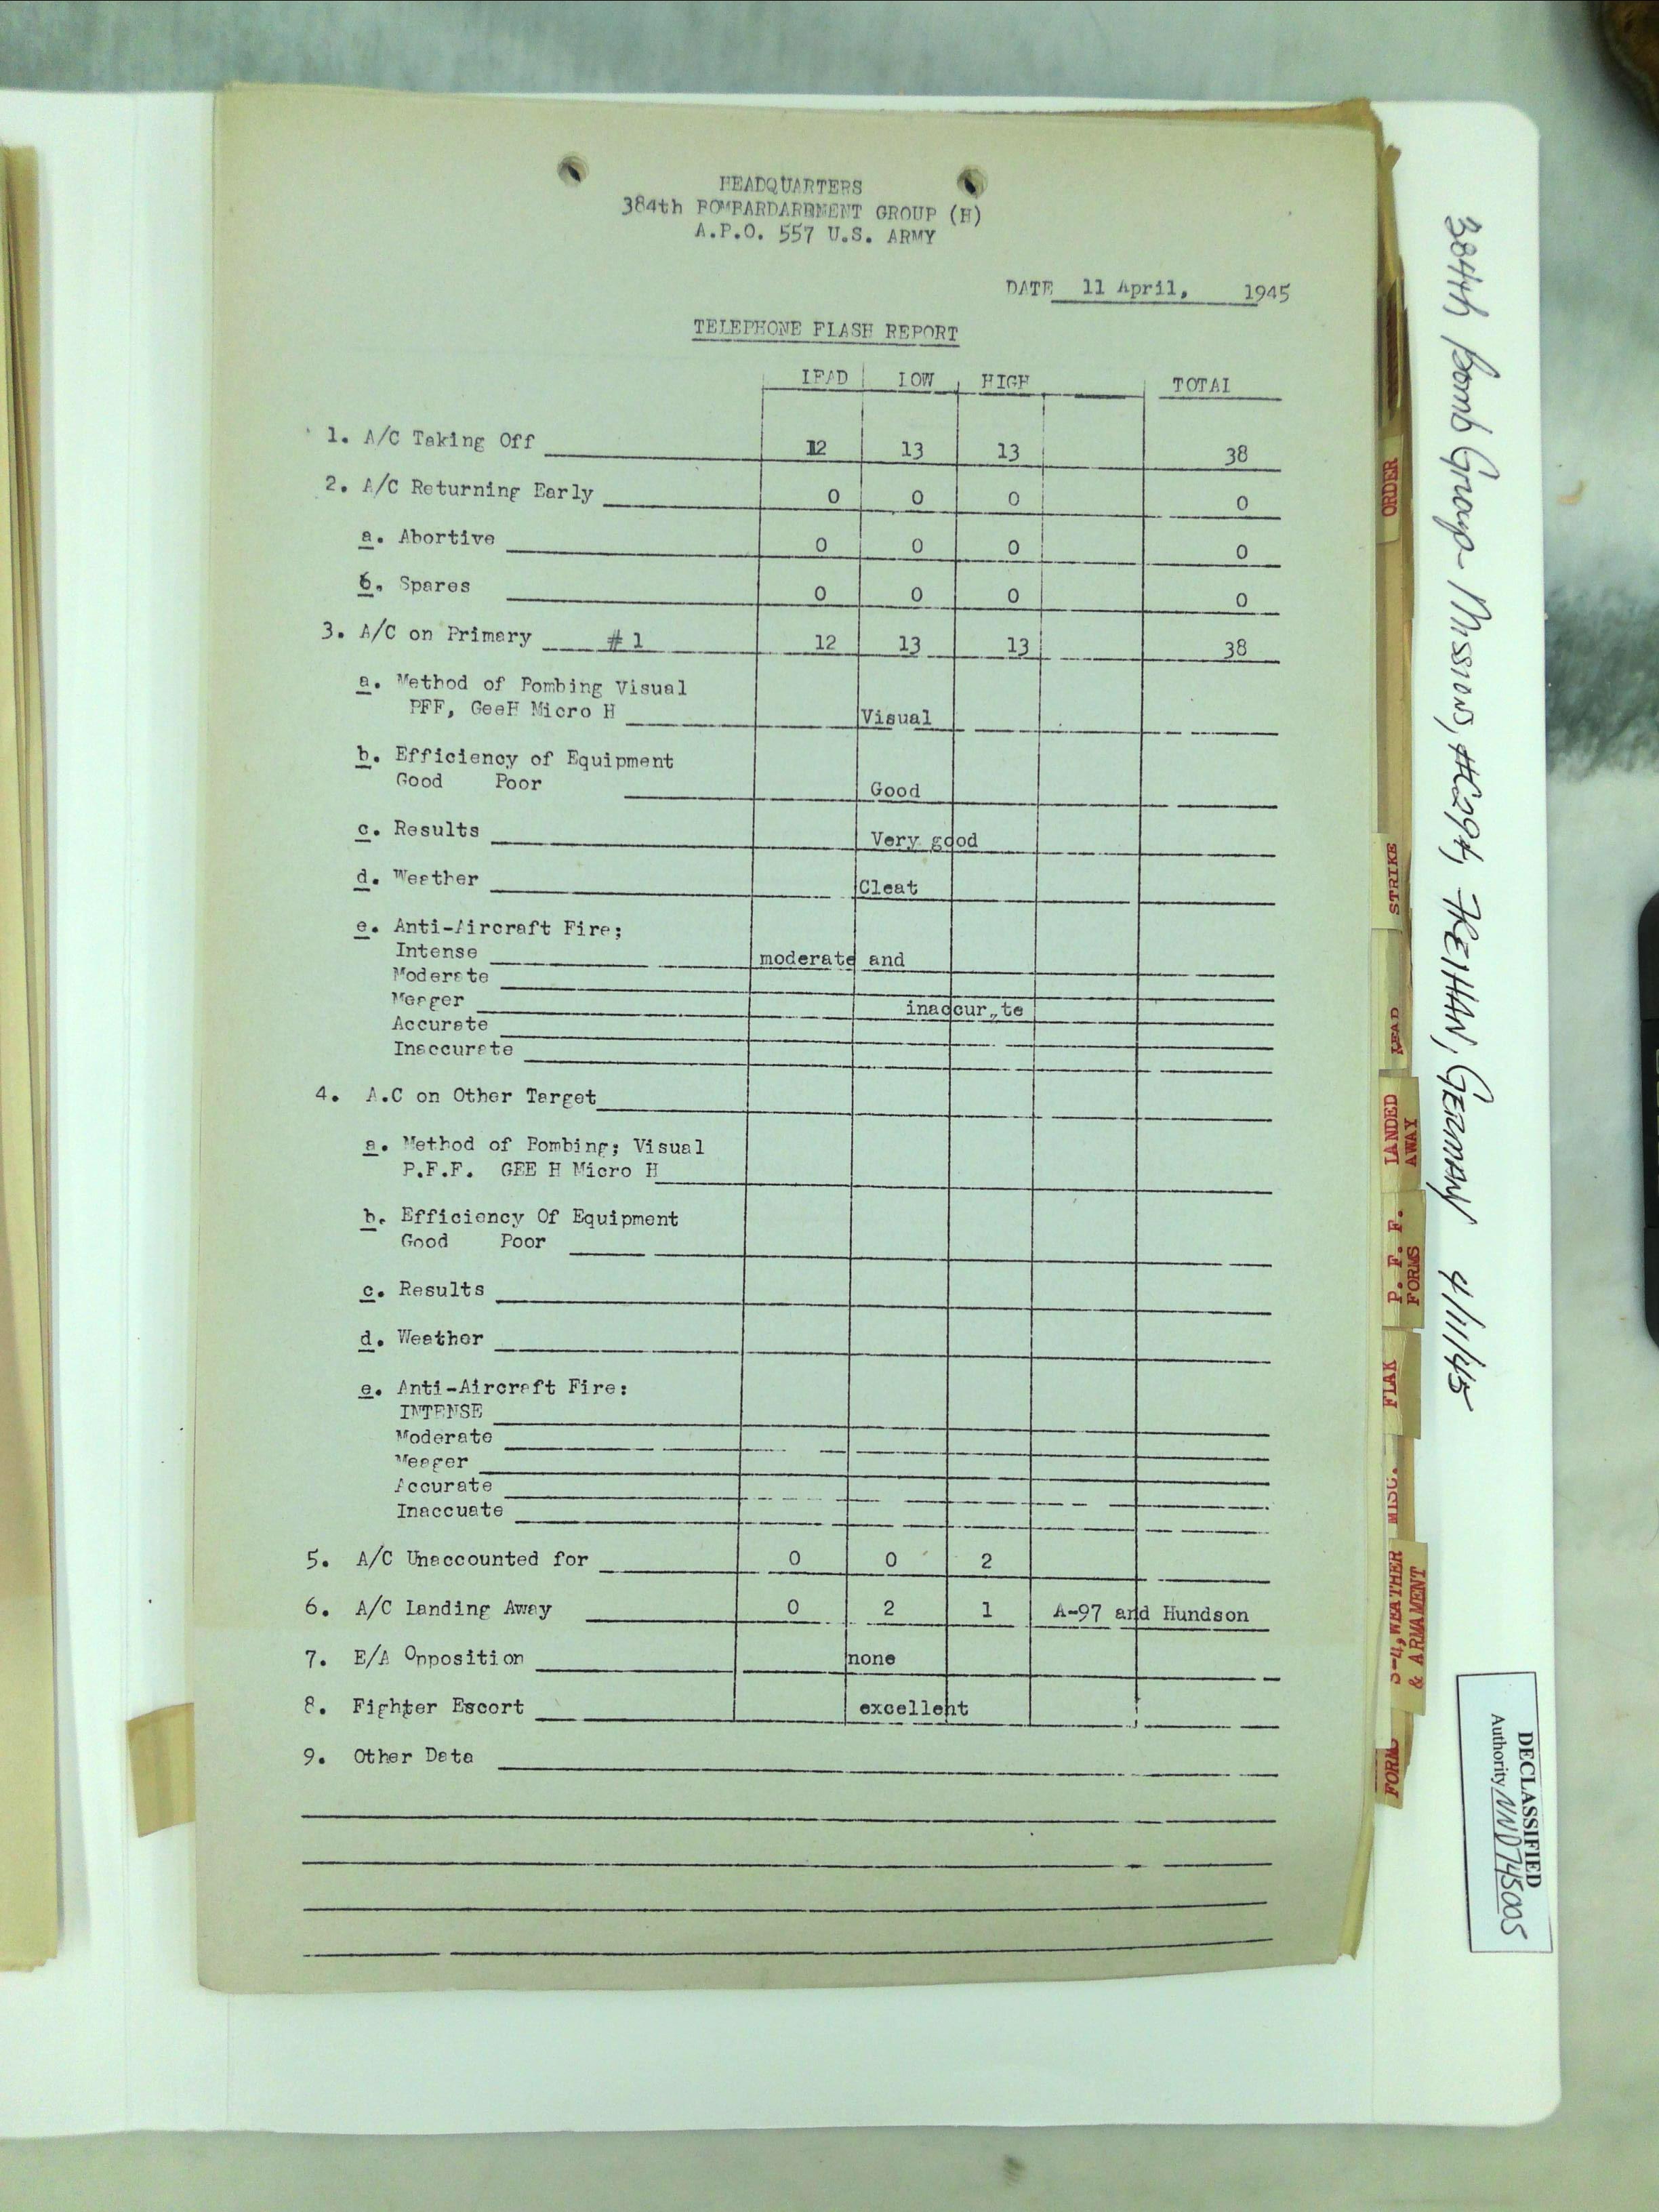 HEADQUARTERS
384th BOMBARDARBMENT GROUP (H)
A.P.O. 557 U.S. ARMY
DATE 11 April, 1945
TELEPHONE FLASH REPORT
LEAD LOW HIGH TOTAL
1. A/C Taking Off 12 13 13 38
2. A/C Returning Early 0 0 0 0
a. Abortive 0 0 0 0
6. Spares 0 0 0 0
3. A/C on Primary #1 12 13 13 38
a. Method of Bombing Visual
PFF, GeeH Micro H Visual
b. Efficiency of Equipment
Good Poor Good
c. Results Very good
d. Weather Cleat
e. Anti-Aircraft Fire;
Intense moderate and
Moderate
Meager inaccurate
Accurate
Inaccurate
4. A.C on Other Target
a. Method of Bombing; Visual
P.F.F. GEE H Micro H
b. Efficiency Of Equipment
Good Poor
c. Results
d. Weather
e. Anti-Aircraft Fire:
INTENSE
Moderate
Meager
Accurate
Inaccuate
5. A/C Unaccounted for 0 0 2
6. A/C Landing Away 0 2 1 A-97 and Hundson
7. E/A Opposition none
8. Fighter Escort excellent
9. Other Data
ORDER
STRIKE
LEAD
LANDED
AWAY
P. F. F.
FORMS
FLAK
MISC.
S-4, WEATHER
& ARMAMENT
FORMS
384th Bomb Group - Missions, #294, 4/11/45
DECLASSIFIED
Authority NND745005